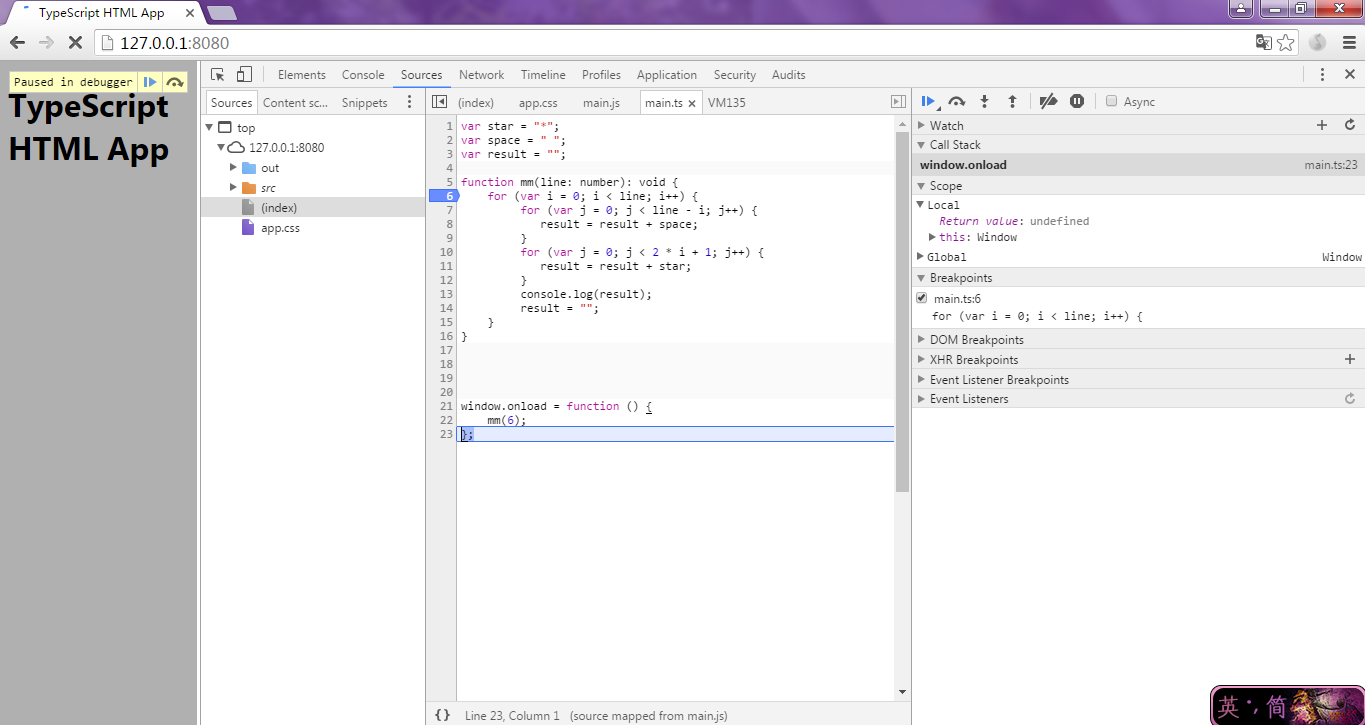 TypeScript HTML App
127.0.0.1:8080
Paused in debugger
TypeScript
HTML App
Elements Console Sources Network Timeline Profiles Application Security Audits
Sources Content sc... Snippets
top
127.0.0.1:8080
out
src
(index)
app.css
(index) app.css main.js main.ts VM135
1 var star = "*";
2 var space = " ";
3 var result = "";
4
5 function mm(line: number): void {
6 for (var i = 0; i < line; i++) {
7 for (var j = 0; j < line - i; j++) {
8 result = result + space;
9 }
10 for (var j = 0; j < 2 * i + 1; j++) {
11 result = result + star;
12 }
13 console.log(result);
14 result = "";
15 }
16 }
17
18
19
20
21 window.onload = function () {
22 mm(6);
23 };
{} Line 23, Column 1 (source mapped from main.js)
Async
Watch
Call Stack
window.onload main.ts:23
Scope
Local
Return value: undefined
this: Window
Global Window
Breakpoints
main.ts:6
for (var i = 0; i < line; i++) {
DOM Breakpoints
XHR Breakpoints
Event Listener Breakpoints
Event Listeners
英 简